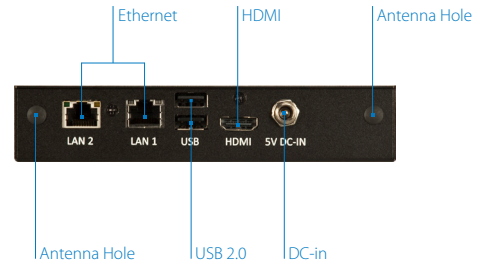 Ethernet HDMI Antenna Hole
LAN 2 LAN 1 USB HDMI 5V DC-IN
Antenna Hole USB 2.0 DC-in